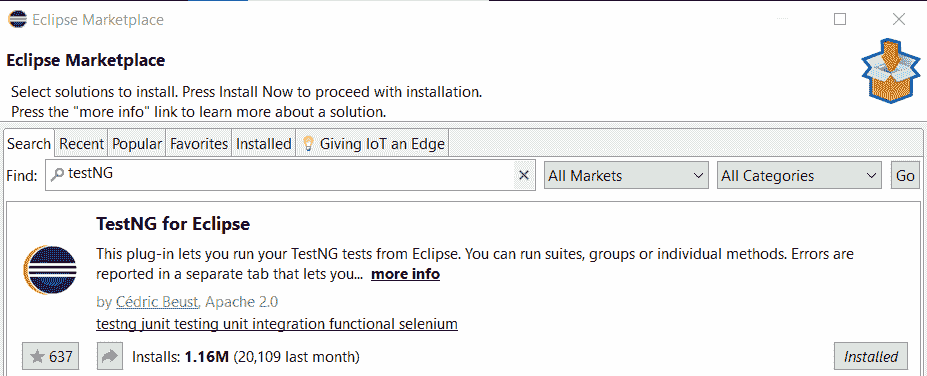 Eclipse Marketplace
Eclipse Marketplace
Select solutions to install. Press Install Now to proceed with installation.
Press the "more info" link to learn more about a solution.
Search Recent Popular Favorites Installed Giving IoT an Edge
Find: testNG All Markets All Categories Go
TestNG for Eclipse
This plug-in lets you run your TestNG tests from Eclipse. You can run suites, groups or individual methods. Errors are
reported in a separate tab that lets you... more info
by Cédric Beust, Apache 2.0
testng junit testing unit integration functional selenium
637 Installs: 1.16M (20,109 last month) Installed